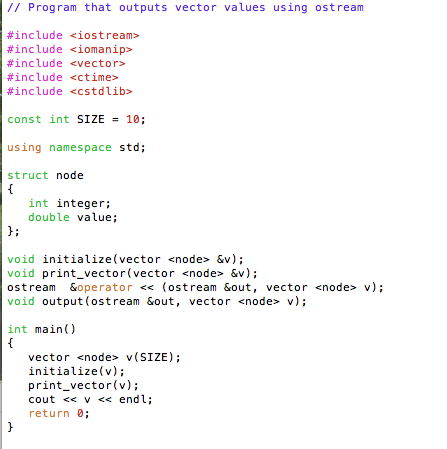 // Program that outputs vector values using ostream

#include <iostream>
#include <iomanip>
#include <vector>
#include <ctime>
#include <cstdlib>

const int SIZE = 10;

using namespace std;

struct node
{
   int integer;
   double value;
};

void initialize(vector <node> &v);
void print_vector(vector <node> &v);
ostream  &operator << (ostream &out, vector <node> v);
void output(ostream &out, vector <node> v);

int main()
{
   vector <node> v(SIZE);
   initialize(v);
   print_vector(v);
   cout << v << endl;
   return 0;
}